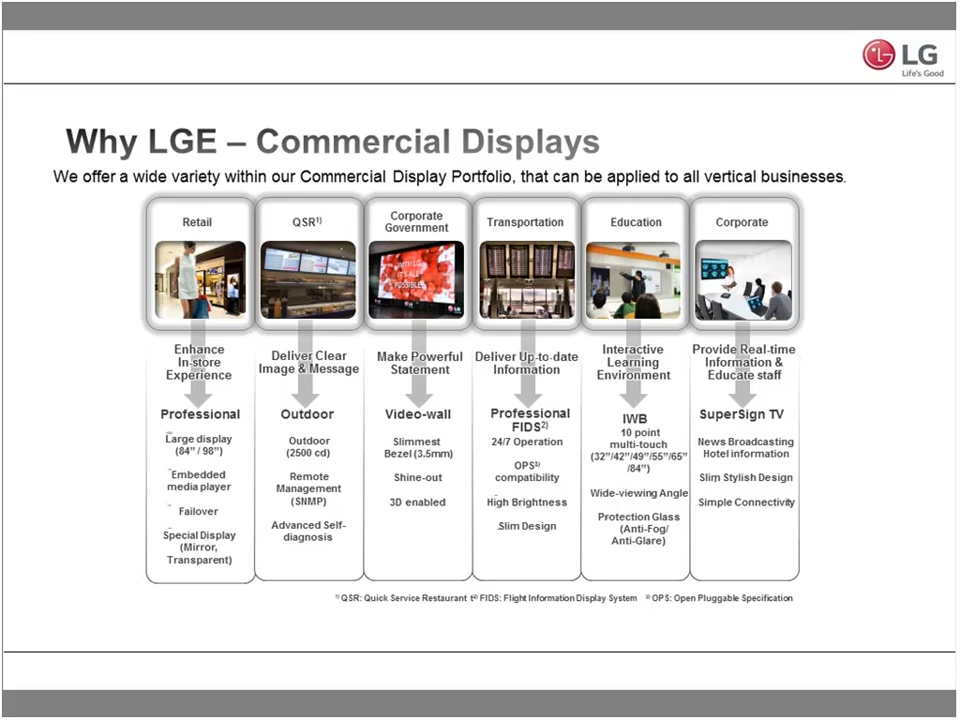 LG
Life's Good
Why LGE – Commercial Displays
We offer a wide variety within our Commercial Display Portfolio, that can be applied to all vertical businesses.
Retail
QSR1)
Corporate
Government
Transportation
Education
Corporate
WITH LG,
IT'S ALL
POSSIBLE
Enhance
In-store
Experience
Deliver Clear
Image & Message
Make Powerful
Statement
Deliver Up-to-date
Information
Interactive
Learning
Environment
Provide Real-time
Information &
Educate staff
Professional
Large display
(84” / 98”)
Embedded
media player
Failover
Special Display
(Mirror,
Transparent)
Outdoor
Outdoor
(2500 cd)
Remote
Management
(SNMP)
Advanced Self-
diagnosis
Video-wall
Slimmest
Bezel (3.5mm)
Shine-out
3D enabled
Professional
FIDS2)
24/7 Operation
OPS3)
compatibility
High Brightness
Slim Design
IWB
10 point
multi-touch
(32”/42”/49”/55”/65”
/84”)
Wide-viewing Angle
Protection Glass
(Anti-Fog/
Anti-Glare)
SuperSign TV
News Broadcasting
Hotel information
Slim Stylish Design
Simple Connectivity
1) QSR: Quick Service Restaurant t2) FIDS: Flight Information Display System 3) OPS: Open Pluggable Specification